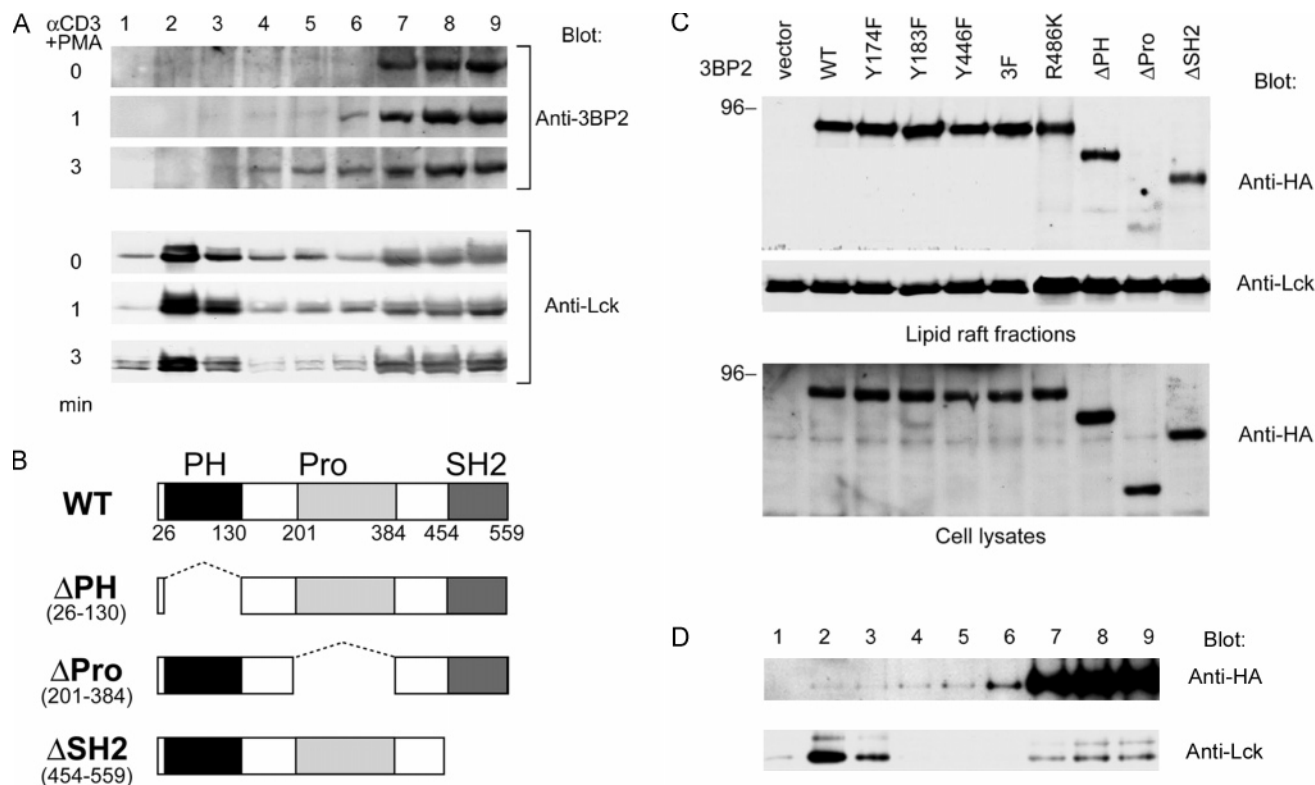 A
αCD3
+PMA
1 2 3 4 5 6 7 8 9
Blot:
0
1
3
Anti-3BP2
0
1
3
Anti-Lck
min
B
PH Pro SH2
WT
26 130 201 384 454 559
ΔPH
(26-130)
ΔPro
(201-384)
ΔSH2
(454-559)
C
3BP2
vector WT Y174F Y183F Y446F 3F R486K ΔPH ΔPro ΔSH2
Blot:
96–
Anti-HA
Anti-Lck
Lipid raft fractions
96–
Anti-HA
Cell lysates
D
1 2 3 4 5 6 7 8 9
Blot:
Anti-HA
Anti-Lck